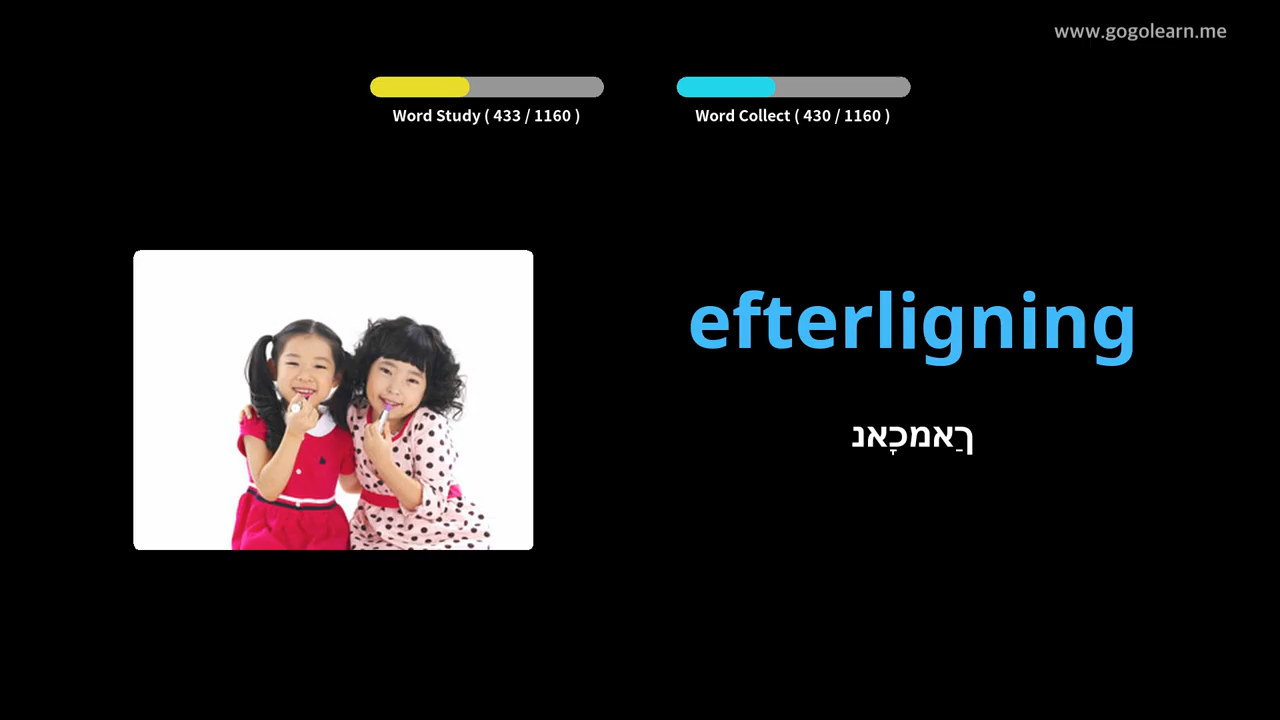 www.gogolearn.me
Word Study ( 433 / 1160 )
Word Collect ( 430 / 1160 )
efterligning
ךַאמכָאנ